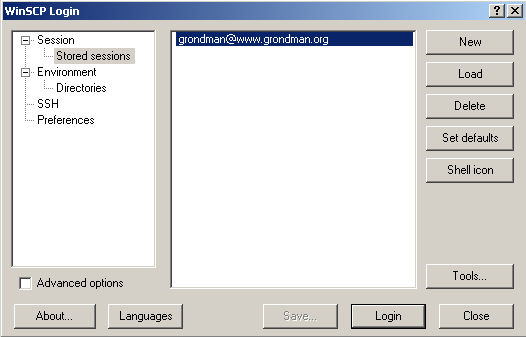 WinSCP Login
Session
Stored sessions
Environment
Directories
SSH
Preferences
grondman@www.grondman.org
New
Load
Delete
Set defaults
Shell icon
Tools...
Advanced options
About...
Languages
Save...
Login
Close